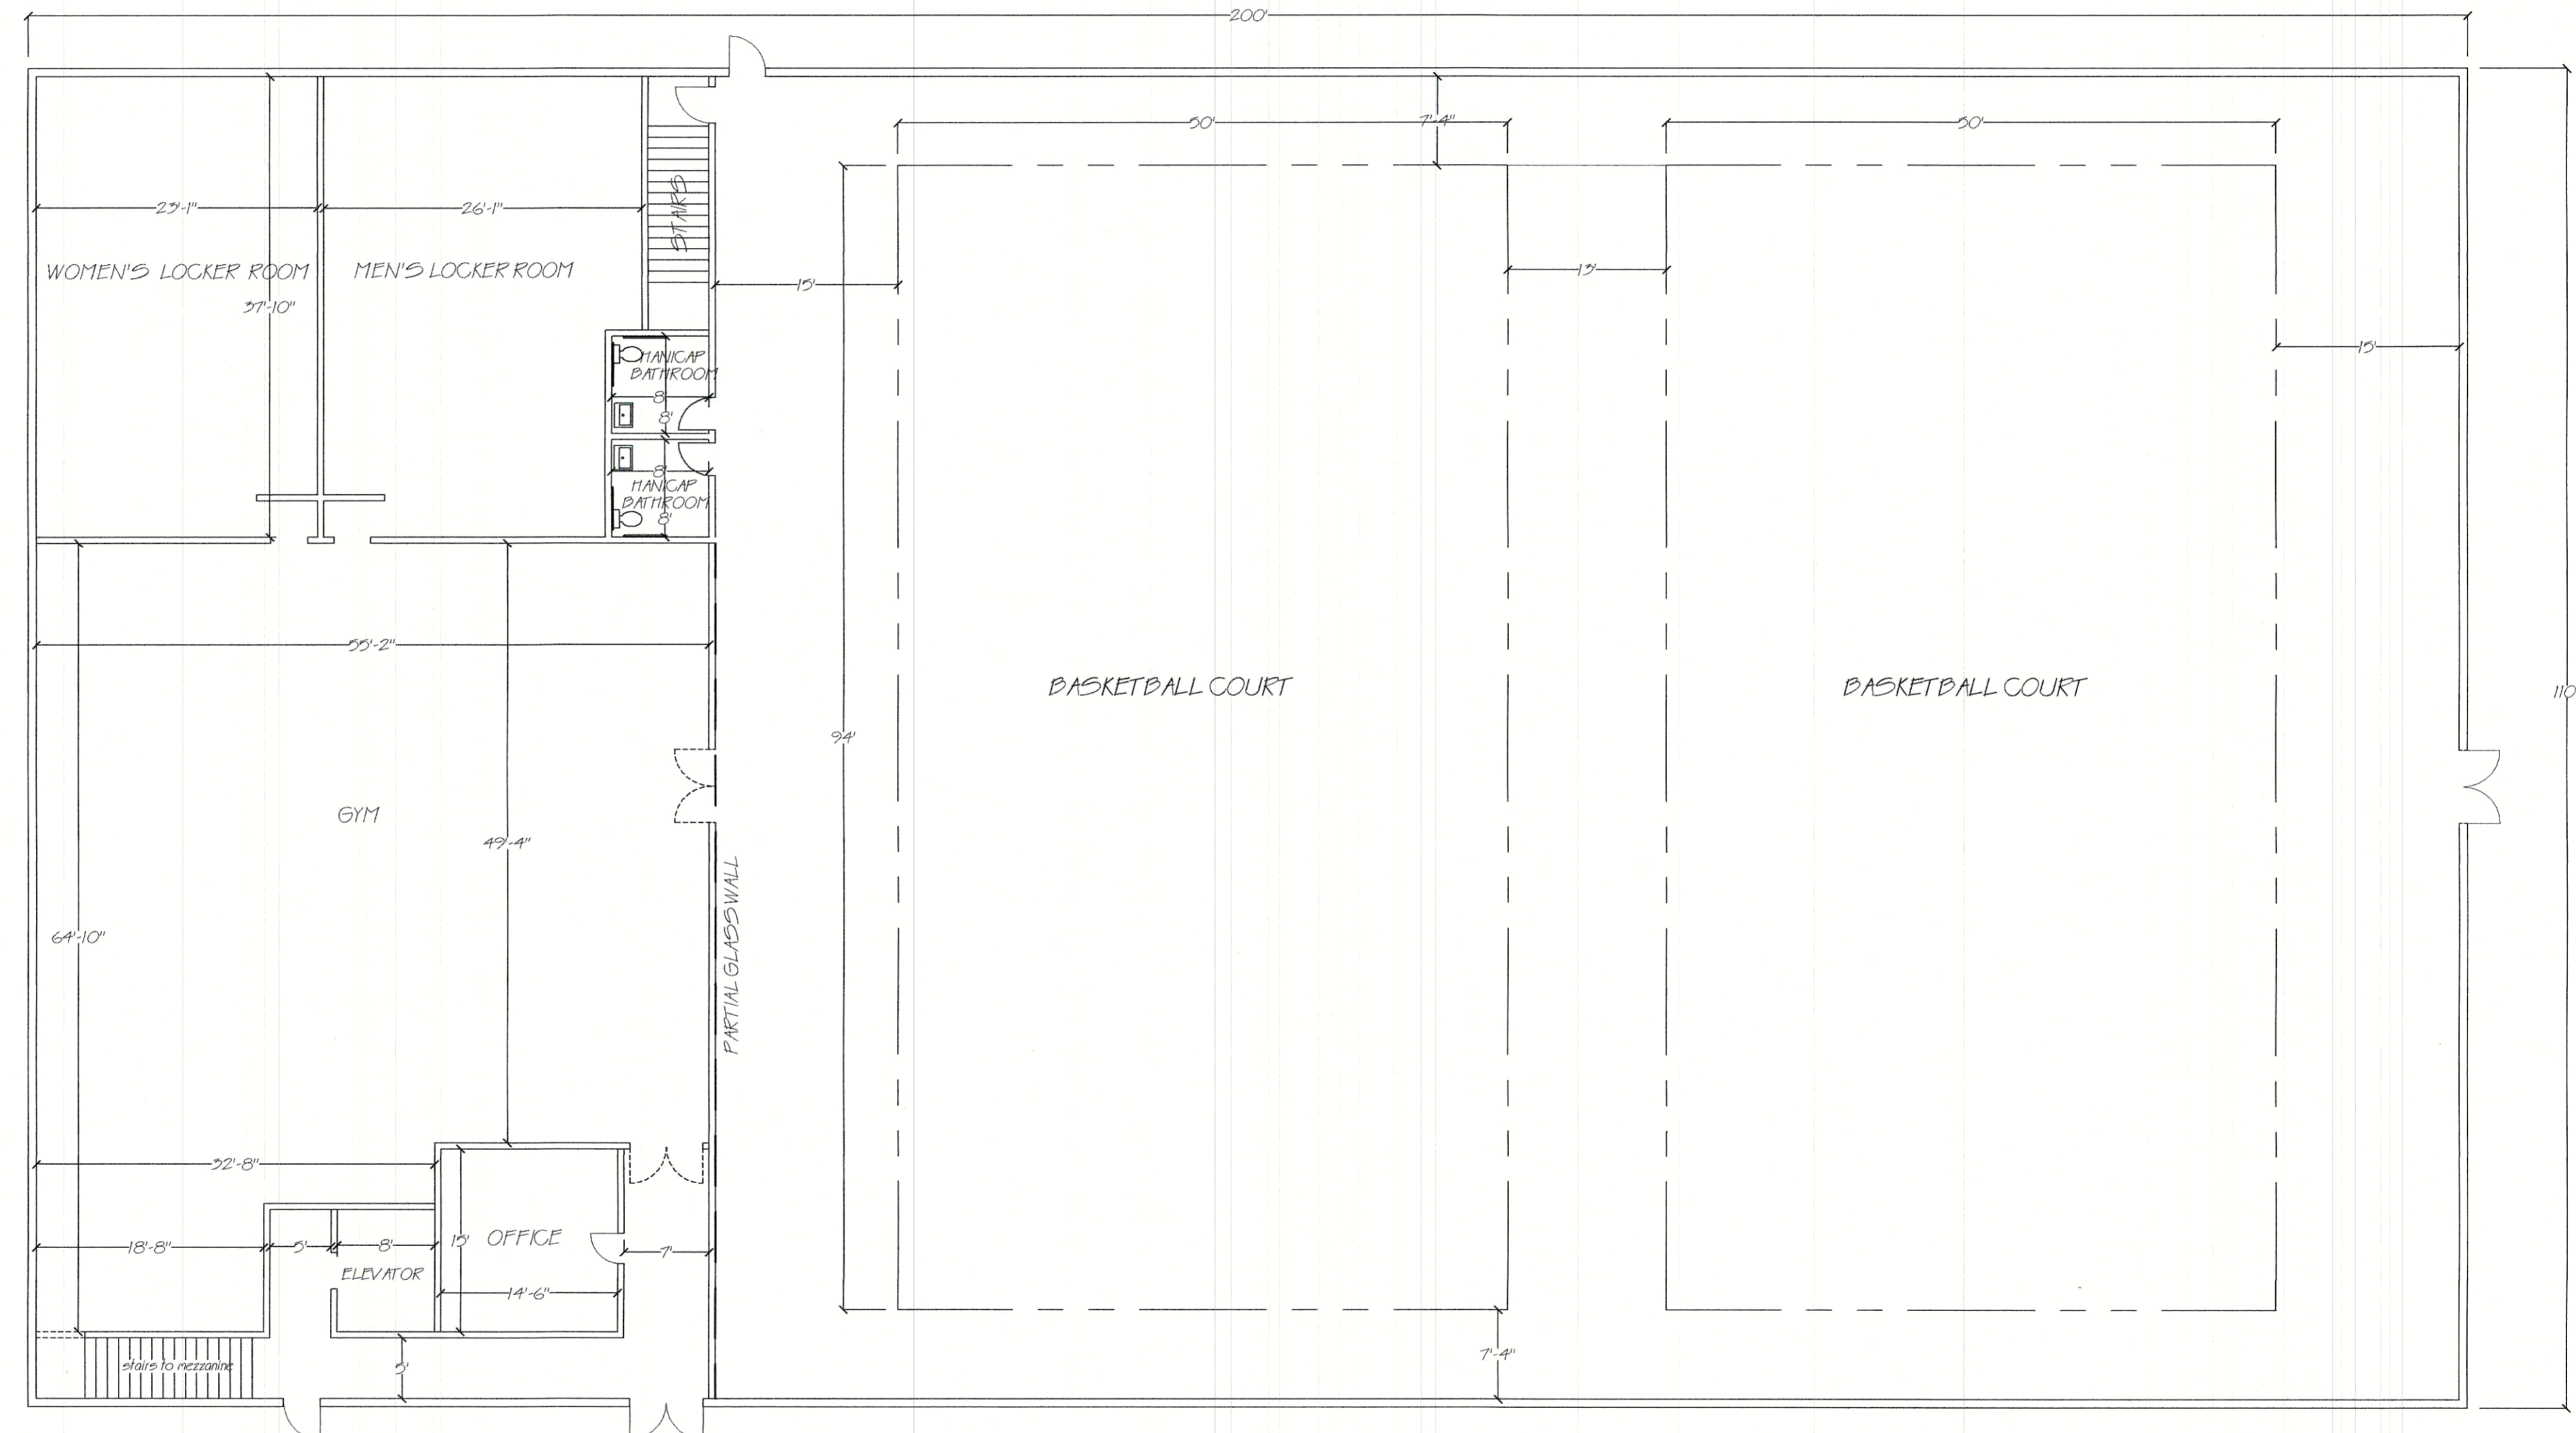 200'
50'
7'-4"
50'
23'-1"
26'-1"
STAIRS
WOMEN'S LOCKER ROOM
MEN'S LOCKER ROOM
13'
15'
37'-10"
15'
HANICAP
BATHROOM
8'
8'
8'
HANICAP
BATHROOM
8'
55'-2"
BASKETBALL COURT
BASKETBALL COURT
110
94'
GYM
49'-4"
PARTIAL GLASS WALL
64'-10"
32'-8"
18'-8"
5'
8'
15'
OFFICE
7'
ELEVATOR
14'-6"
7'-4"
stairs to mezzanine
5'